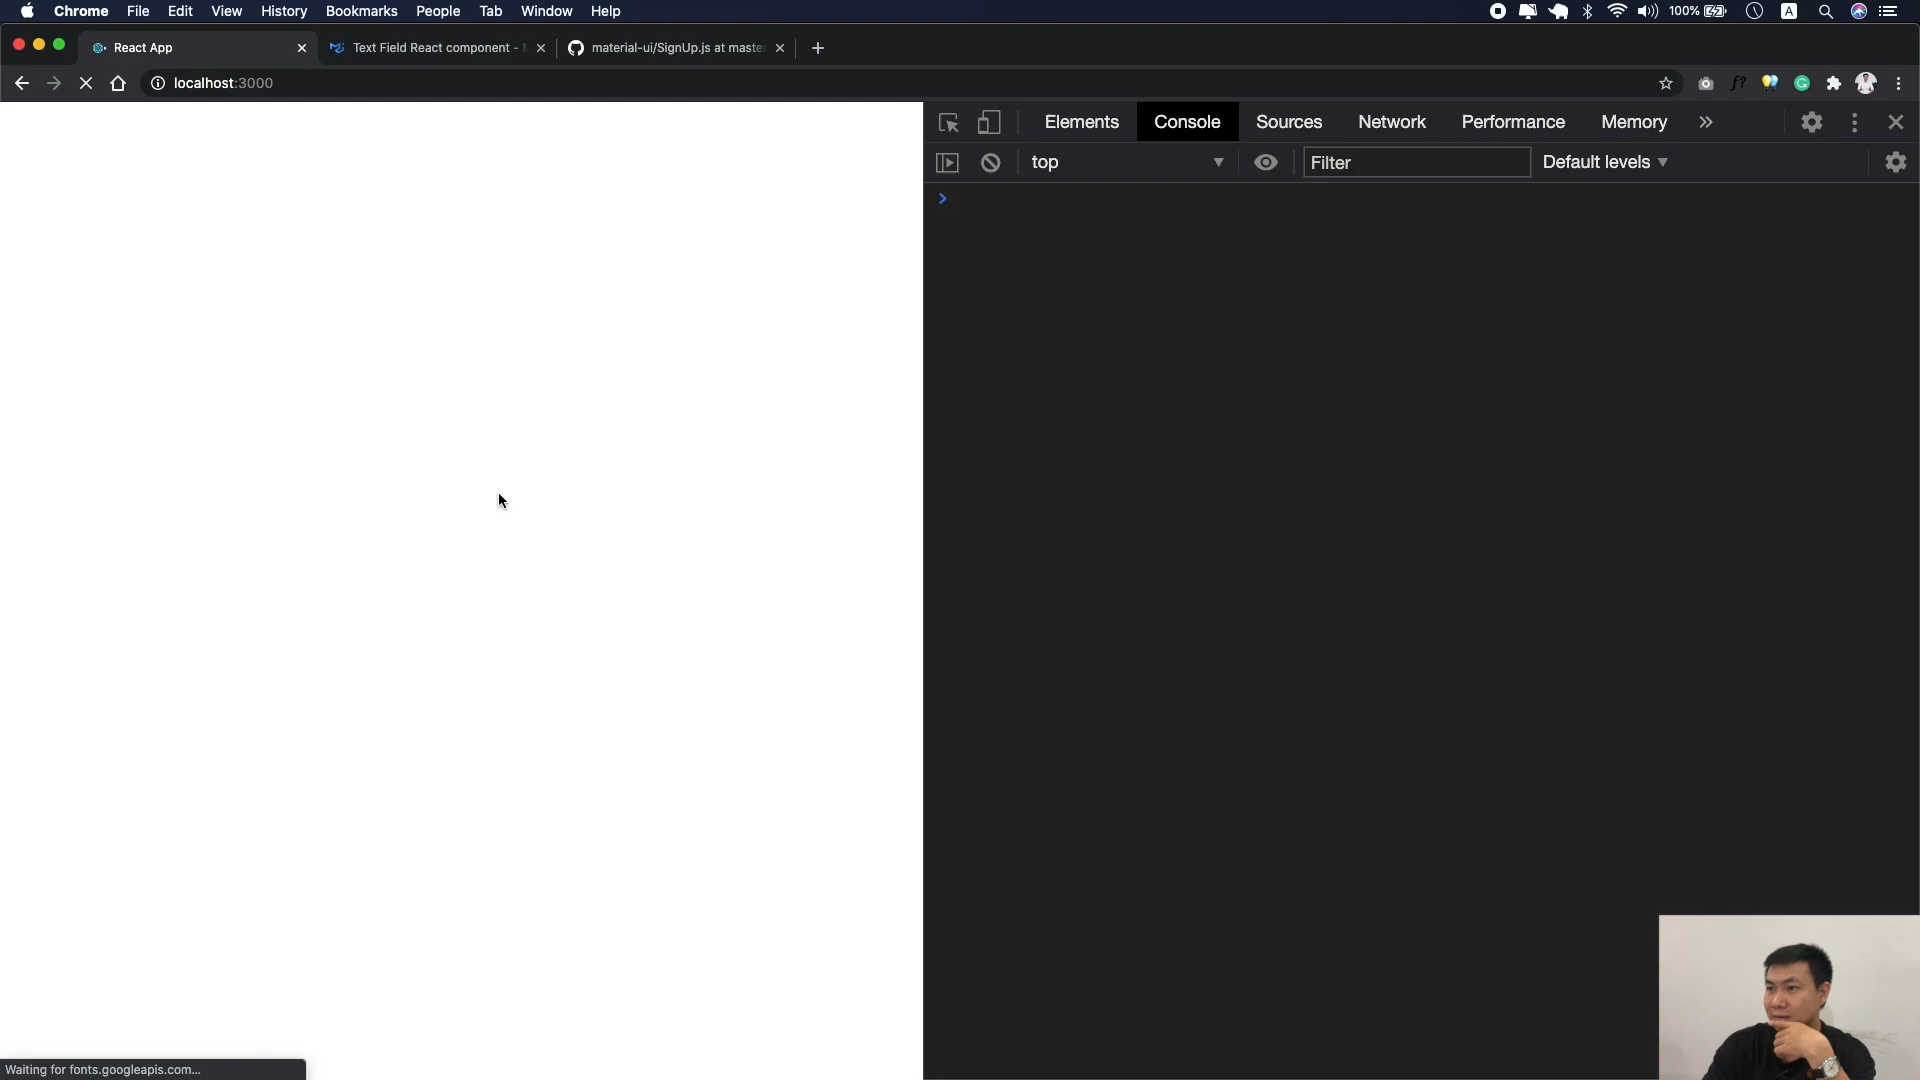 Chrome File Edit View History Bookmarks People Tab Window Help 100% A
React App Text Field React component - material-ui/SignUp.js at master
localhost:3000 f?
Elements Console Sources Network Performance Memory
top Filter Default levels
Waiting for fonts.googleapis.com...